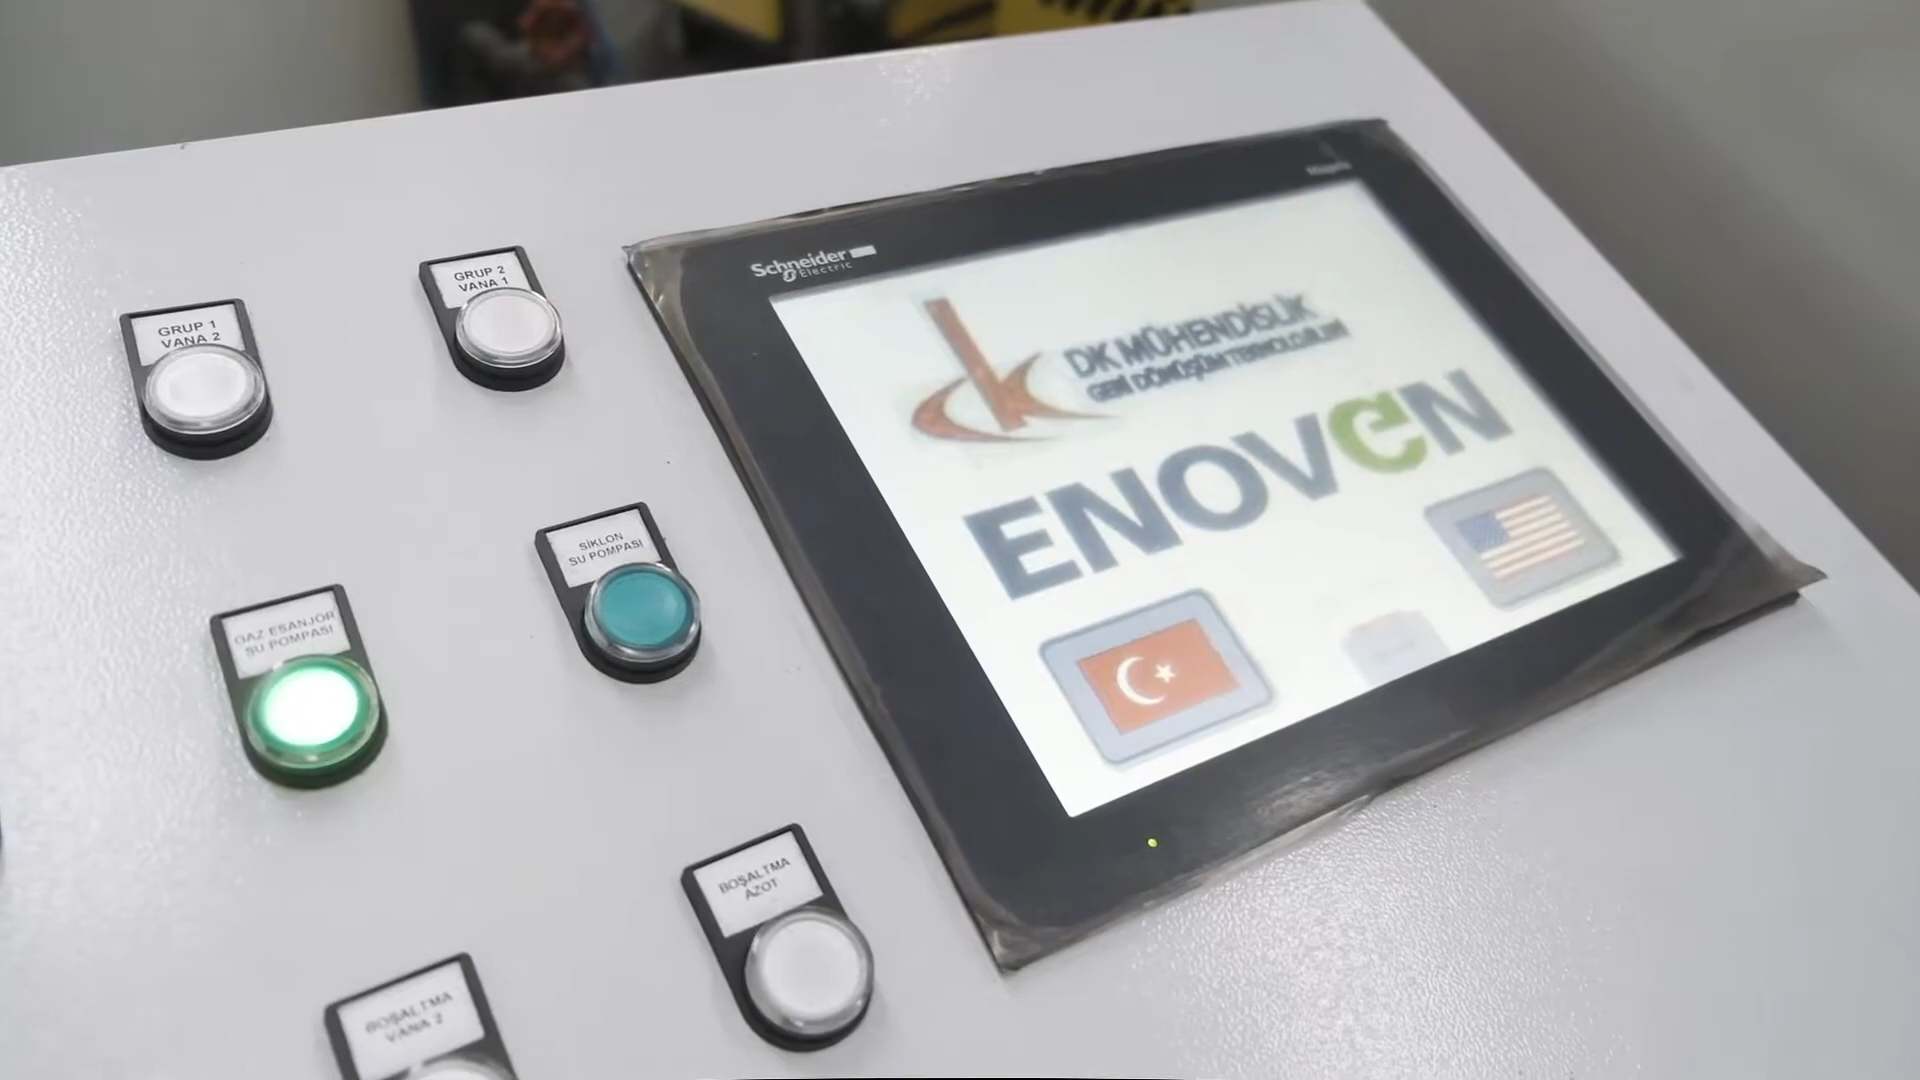 GRUP 1
VANA 2
GRUP 2
VANA 1
GAZ EŞANJÖR
SU POMPASI
SİKLON
SU POMPASI
BOŞALTMA
VANA 2
BOŞALTMA
AZOT
Schneider
Electric
DK MÜHENDİSLİK
GERİ DÖNÜŞÜM TEKNOLOJİLERİ
ENOVeN